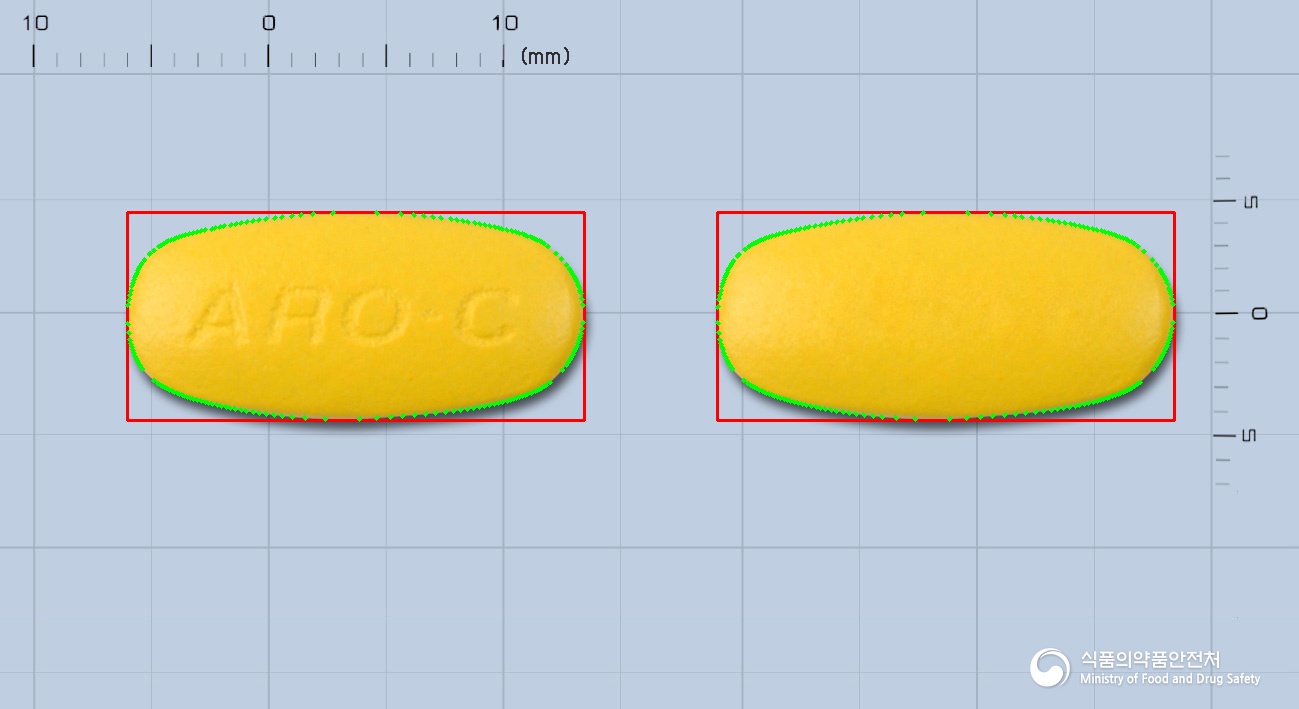 10 0 10
(mm)
5
0
5
ARO-C
식품의약품안전처
Ministry of Food and Drug Safety